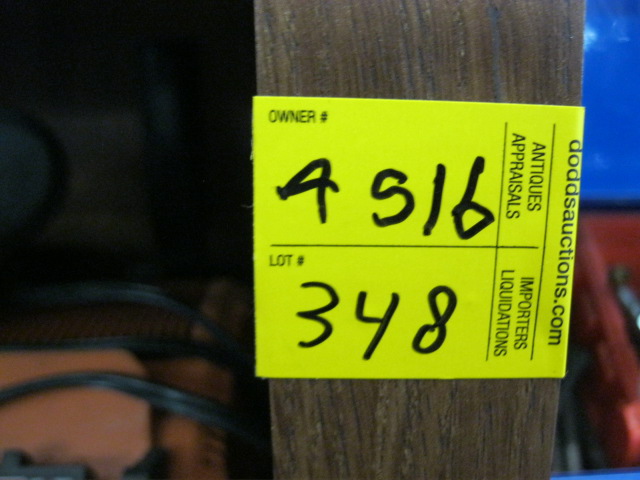 OWNER #
4516
LOT #
348
ANTIQUES
APPRAISALS
IMPORTERS
LIQUIDATIONS
doddsauctions.com